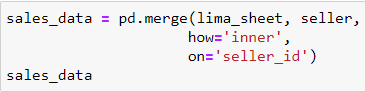 sales_data = pd.merge(lima_sheet, seller,
                      how='inner',
                      on='seller_id')
sales_data